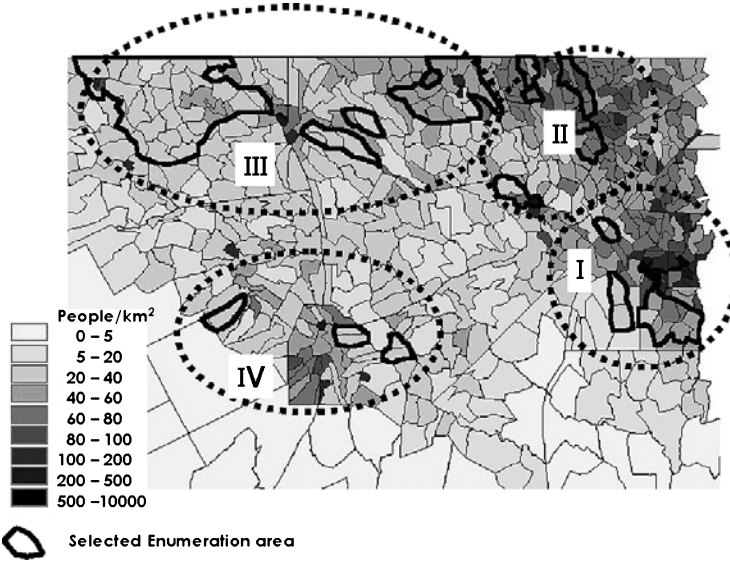 II
III
I
IV
People/km²
0 – 5
5 – 20
20 – 40
40 – 60
60 – 80
80 – 100
100 – 200
200 – 500
500 –10000
Selected Enumeration area